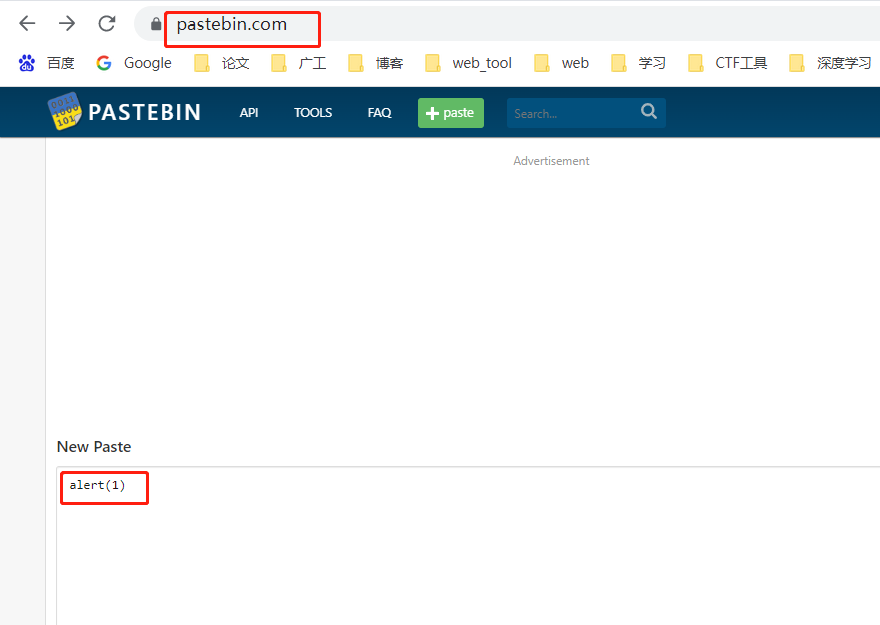 pastebin.com
百度 Google 论文 广工 博客 web_tool web 学习 CTF工具 深度学习
PASTEBIN API TOOLS FAQ + paste Search...
Advertisement
New Paste
alert(1)